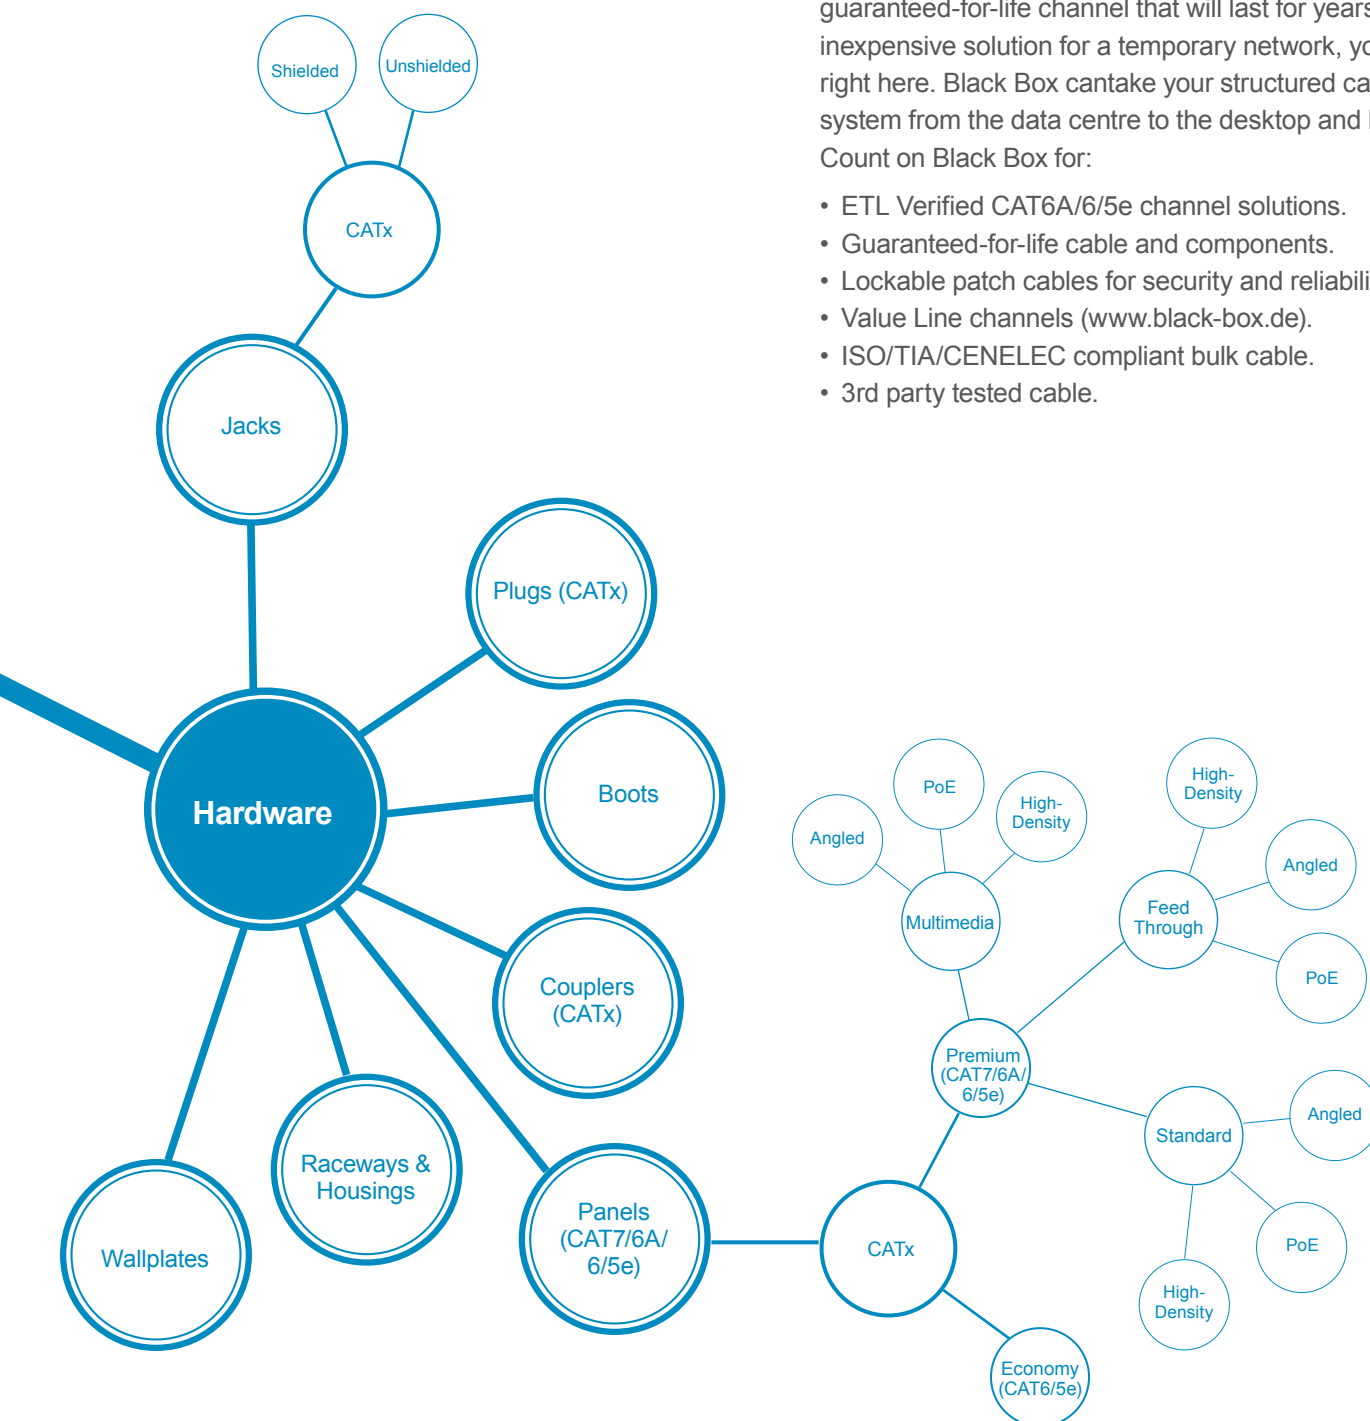 guaranteed-for-life channel that will last for years
inexpensive solution for a temporary network,
right here. Black Box cantake your structured
system from the data centre to the desktop and
Count on Black Box for:
• ETL Verified CAT6A/6/5e channel solutions.
• Guaranteed-for-life cable and components.
• Lockable patch cables for security and
• Value Line channels (www.black-box.de).
• ISO/TIA/CENELEC compliant bulk cable.
• 3rd party tested cable.
Shielded
Unshielded
CATx
Jacks
Plugs (CATx)
Hardware
Boots
Couplers
(CATx)
Raceways &
Housings
Wallplates
Panels
(CAT7/6A/
6/5e)
CATx
Premium
(CAT7/6A/
6/5e)
Economy
(CAT6/5e)
Multimedia
Angled
PoE
High-
Density
Feed
Through
High-
Density
Angled
PoE
Standard
Angled
PoE
High-
Density